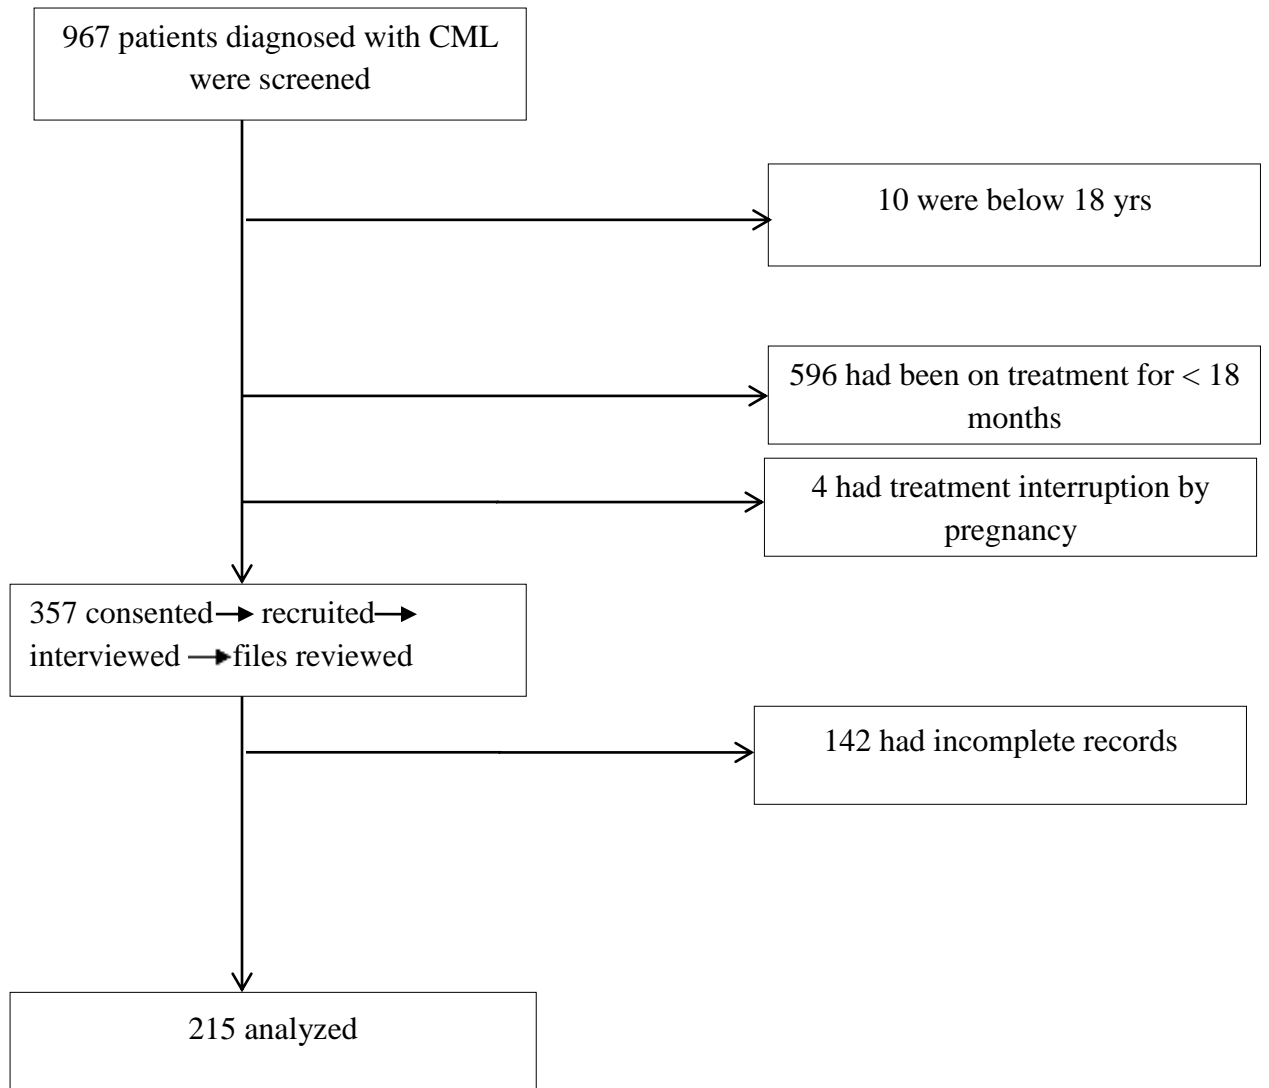 967 patients diagnosed with CML
were screened
10 were below 18 yrs
596 had been on treatment for < 18
months
4 had treatment interruption by
pregnancy
357 consented→ recruited→
interviewed →files reviewed
142 had incomplete records
215 analyzed